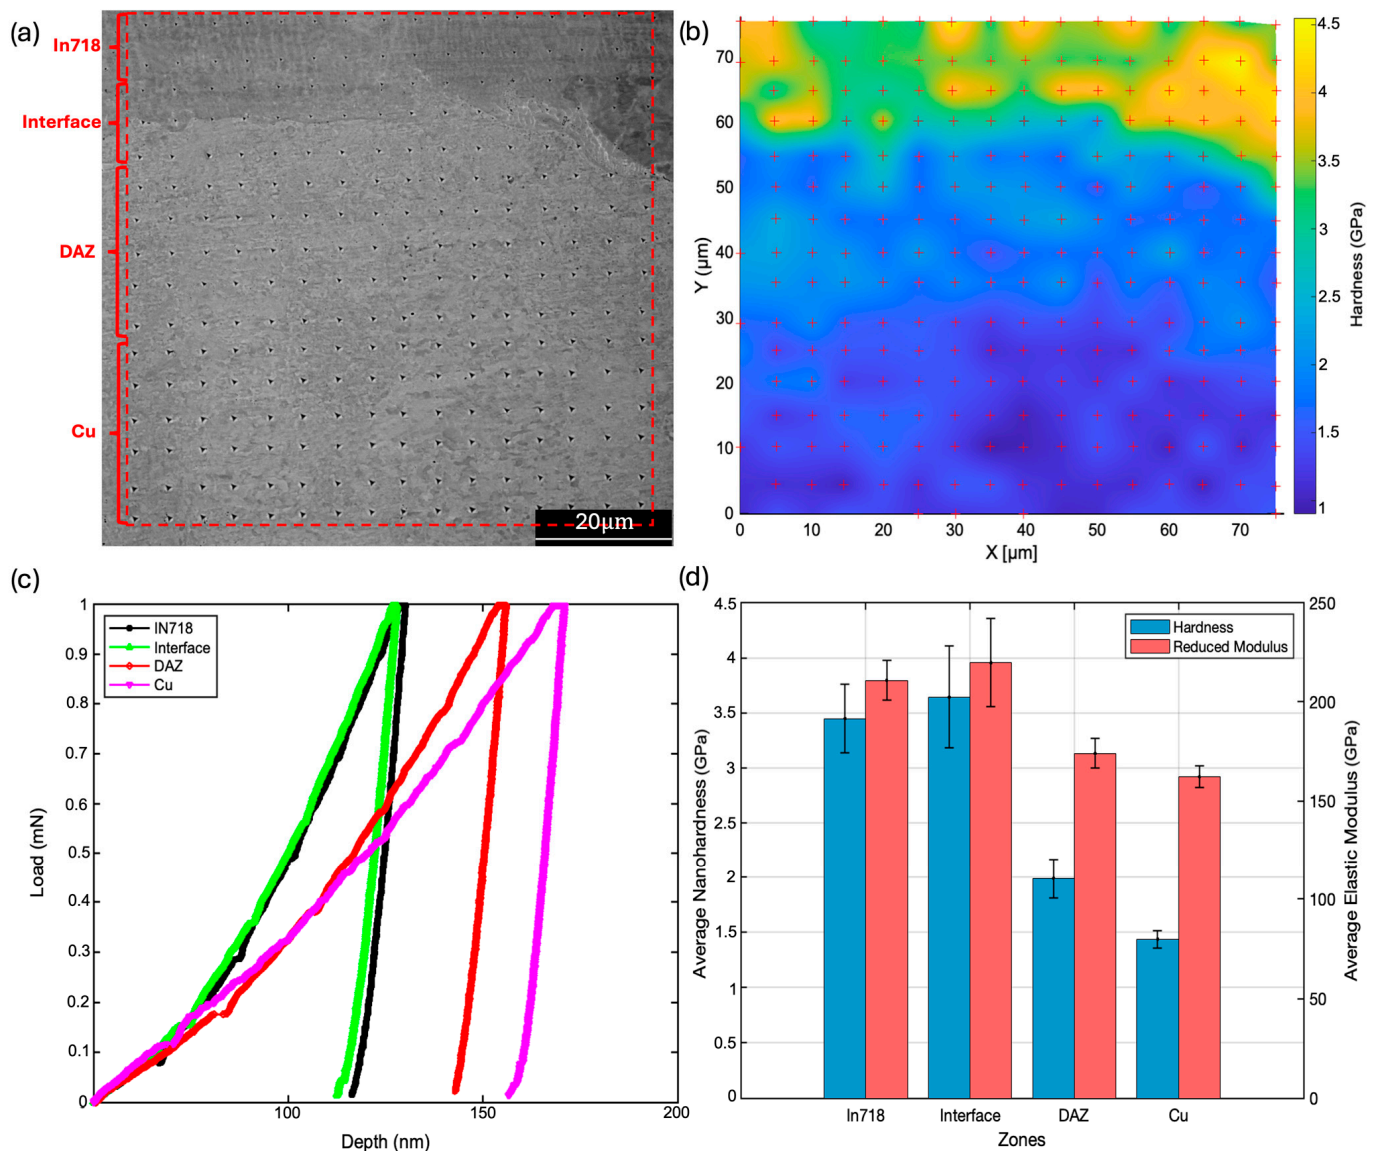 (a)
In718
Interface
DAZ
Cu
20μm
(b)
70
60
50
40
30
20
10
0
Y (μm)
0 10 20 30 40 50 60 70
X [μm]
4.5
4
3.5
3
2.5
2
1.5
1
Hardness (GPa)
(c)
1
0.9
0.8
0.7
0.6
0.5
0.4
0.3
0.2
0.1
0
Load (mN)
IN718
Interface
DAZ
Cu
100 150 200
Depth (nm)
(d)
4.5
4
3.5
3
2.5
2
1.5
1
0.5
0
Average Nanohardness (GPa)
Hardness
Reduced Modulus
250
200
150
100
50
0
Average Elastic Modulus (GPa)
In718 Interface DAZ Cu
Zones